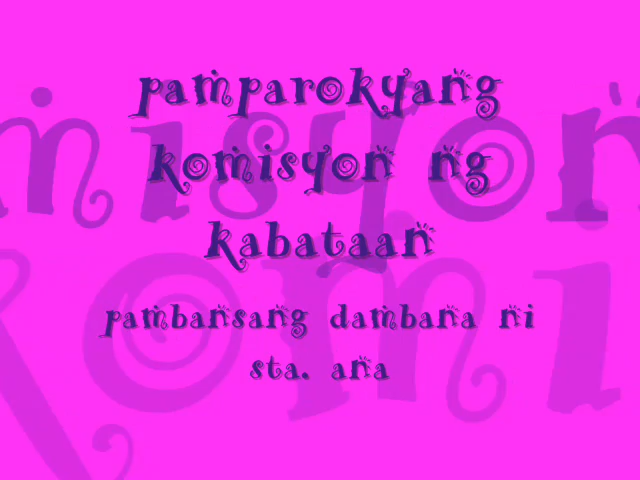 pamparokyang
komisyon ng
kabataan
pambansang dambana ni
sta. ana